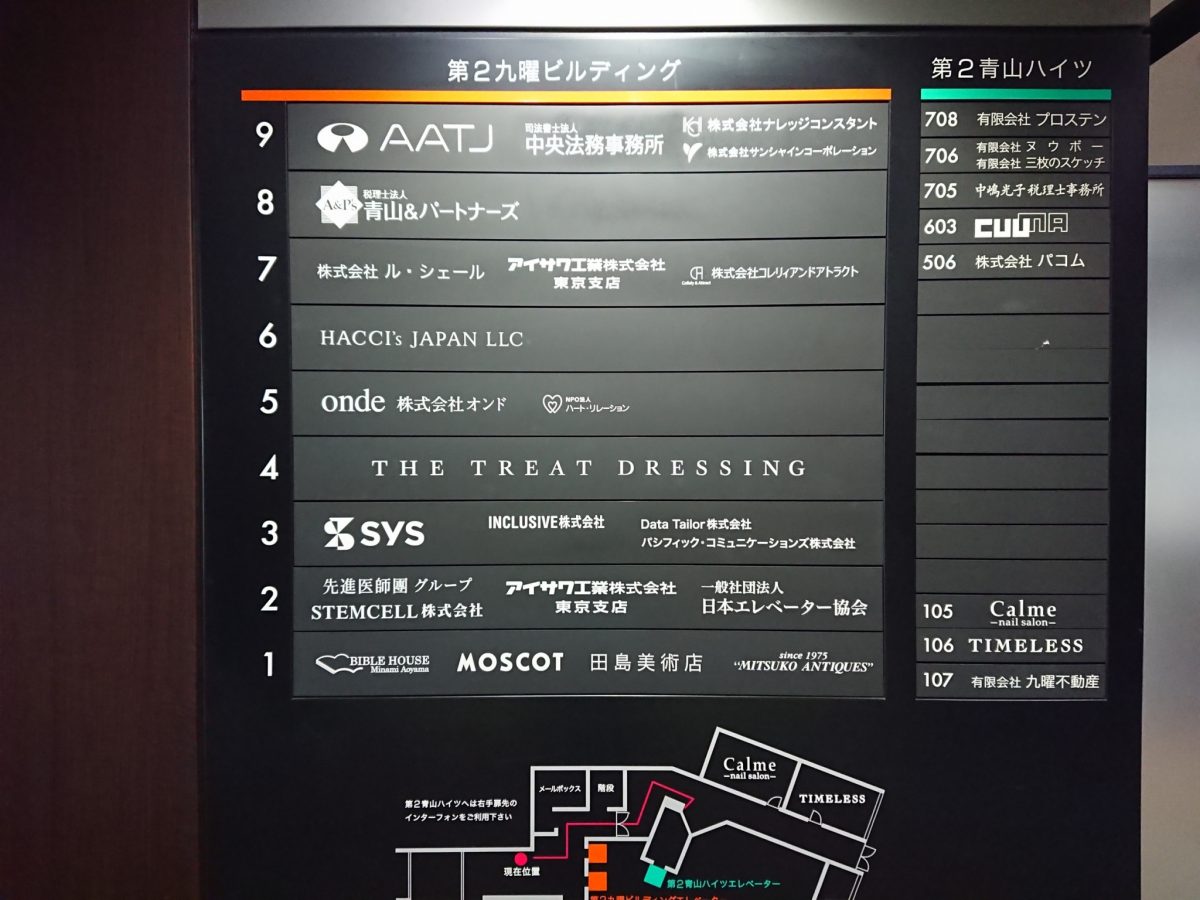 第2九曜ビルディング
9
AATJ
司法書士法人
中央法務事務所
株式会社ナレッジコンスタント
株式会社サンシャインコーポレーション
8
A&P's
税理士法人
青山&パートナーズ
7
株式会社 ル・シェール
アイサワ工業株式会社
東京支店
株式会社コレリィアンドアトラクト
6
HACCI's JAPAN LLC
5
onde 株式会社オンド
NPO法人
ハート・リレーション
4
THE TREAT DRESSING
3
SYS
INCLUSIVE株式会社
Data Tailor株式会社
パシフィック・コミュニケーションズ株式会社
2
先進医師團 グループ
STEMCELL株式会社
アイサワ工業株式会社
東京支店
一般社団法人
日本エレベーター協会
1
BIBLE HOUSE
Minami Aoyama
MOSCOT
田島美術店
since 1975
“MITSUKO ANTIQUES”
第2青山ハイツ
708 有限会社 プロステン
706 有限会社 ヌウボー
有限会社 三枚のスケッチ
705 中嶋光子税理士事務所
603 CUUMA
506 株式会社 パコム
105 Calme
-nail salon-
106 TIMELESS
107 有限会社 九曜不動産
Calme
-nail salon-
TIMELESS
メールボックス
階段
第2青山ハイツへは右手扉先の
インターフォンをご利用下さい
現在位置
第2青山ハイツエレベーター
第2九曜ビルディングエレベーター